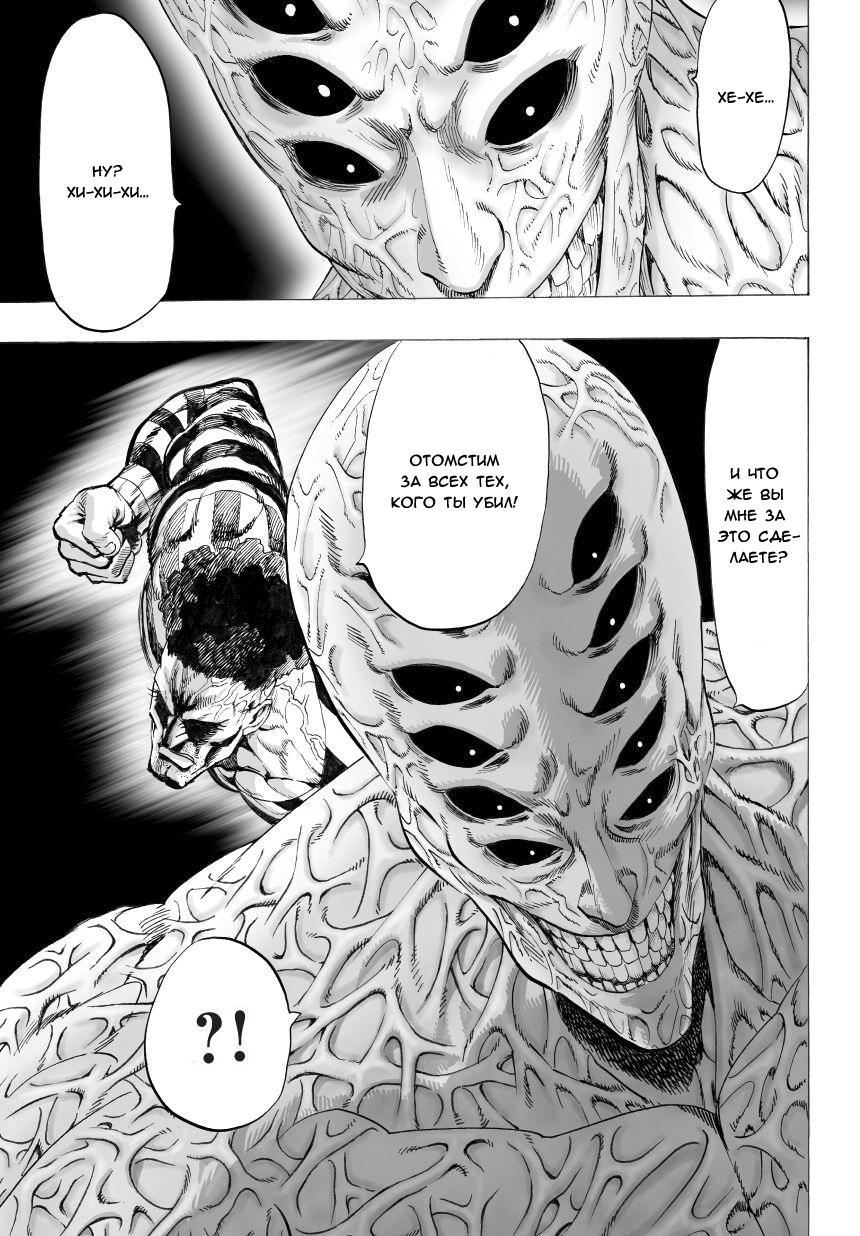 ХЕ-ХЕ...
НУ?
ХИ-ХИ-ХИ...
И ЧТО
ЖЕ ВЫ
МНЕ ЗА
ЭТО СДЕ-
ЛАЕТЕ?
ОТОМСТИМ
ЗА ВСЕХ ТЕХ,
КОГО ТЫ УБИЛ!
?!